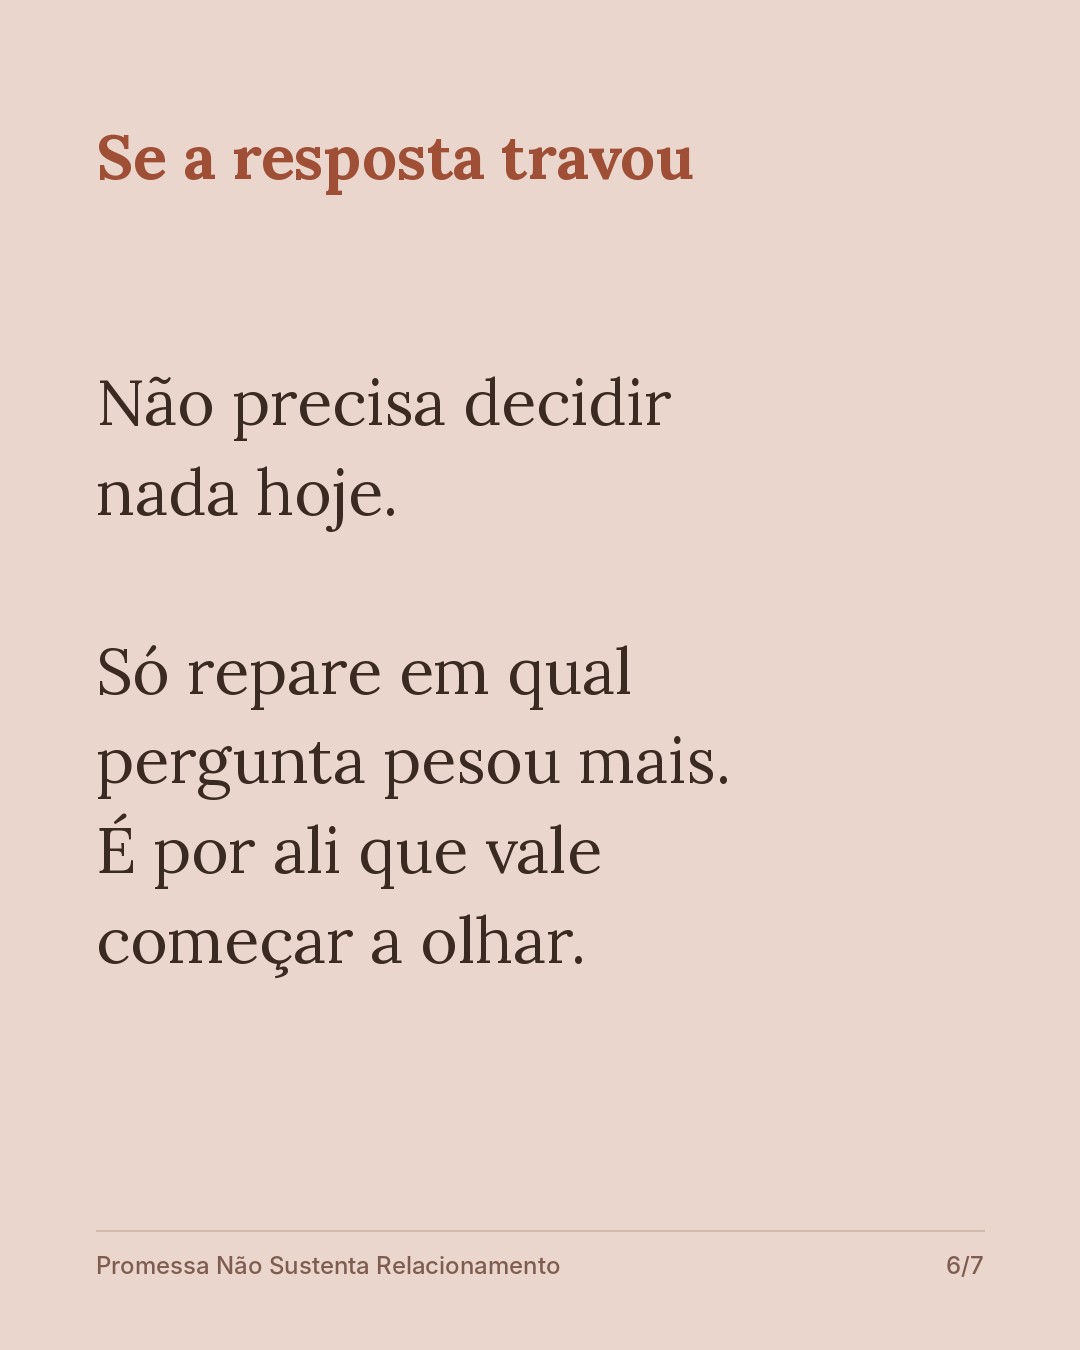 Se a resposta travou
Não precisa decidir
nada hoje.
Só repare em qual
pergunta pesou mais.
É por ali que vale
começar a olhar.
Promessa Não Sustenta Relacionamento
6/7